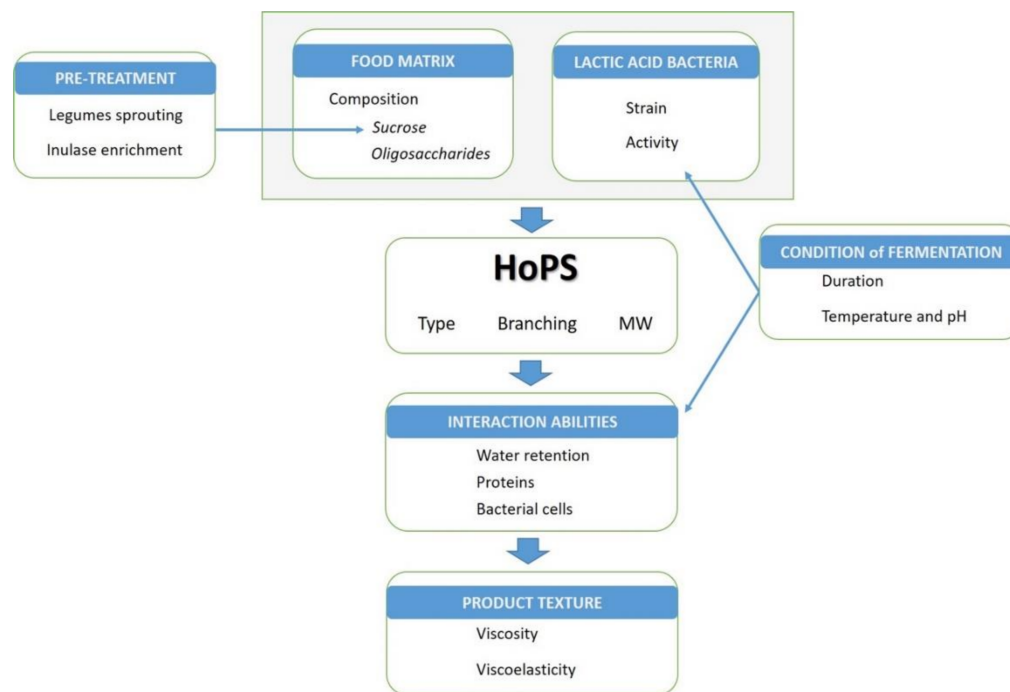 PRE-TREATMENT
Legumes sprouting
Inulase enrichment
FOOD MATRIX
Composition
Sucrose
Oligosaccharides
LACTIC ACID BACTERIA
Strain
Activity
HoPS
Type Branching MW
CONDITION of FERMENTATION
Duration
Temperature and pH
INTERACTION ABILITIES
Water retention
Proteins
Bacterial cells
PRODUCT TEXTURE
Viscosity
Viscoelasticity